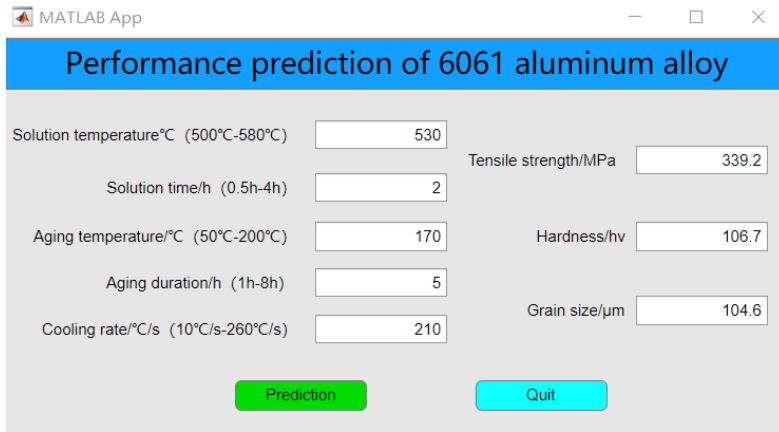 MATLAB App
Performance prediction of 6061 aluminum alloy
Solution temperature℃ (500℃-580℃) 530
Tensile strength/MPa 339.2
Solution time/h (0.5h-4h) 2
Aging temperature/℃ (50℃-200℃) 170
Hardness/hv 106.7
Aging duration/h (1h-8h) 5
Grain size/μm 104.6
Cooling rate/℃/s (10℃/s-260℃/s) 210
Prediction
Quit